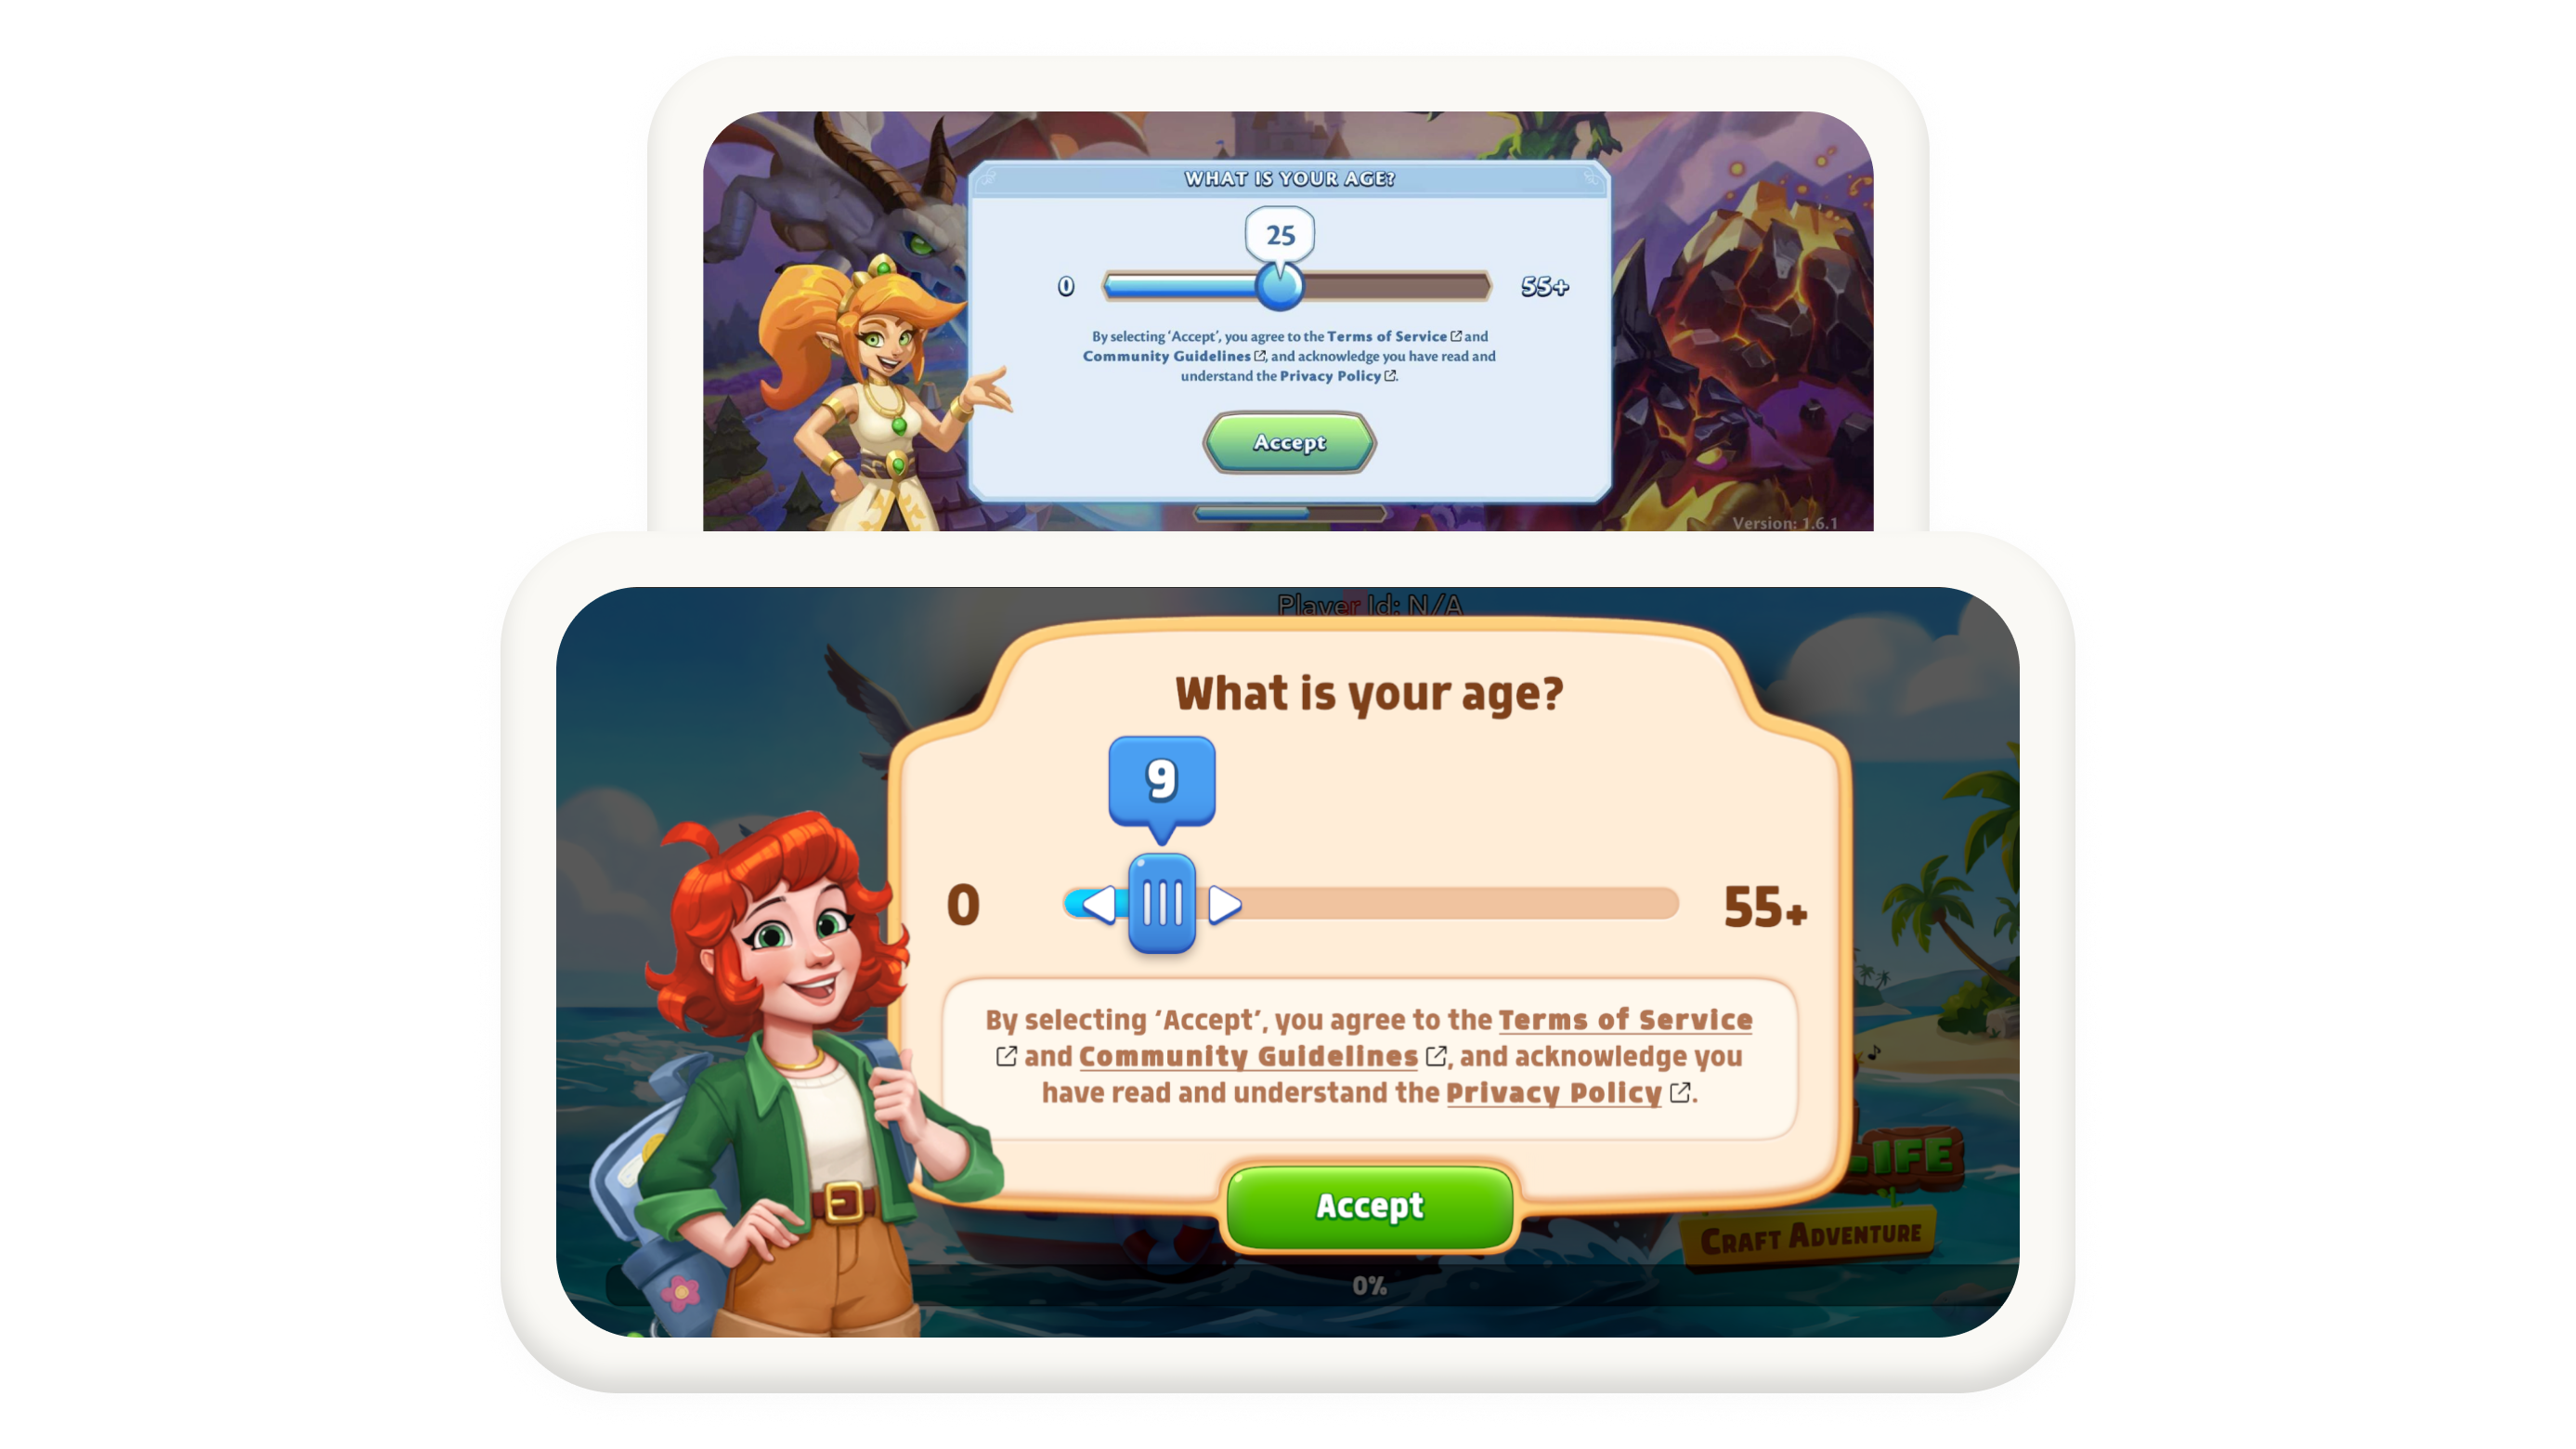 WHAT IS YOUR AGE?
25
0
55+
By selecting ‘Accept’, you agree to the Terms of Service and
Community Guidelines, and acknowledge you have read and
understand the Privacy Policy.
Accept
Version: 1.6.1
Player Id: N/A
What is your age?
9
0
55+
By selecting ‘Accept’, you agree to the Terms of Service
and Community Guidelines, and acknowledge you
have read and understand the Privacy Policy.
LIFE
Accept
CRAFT ADVENTURE
0%